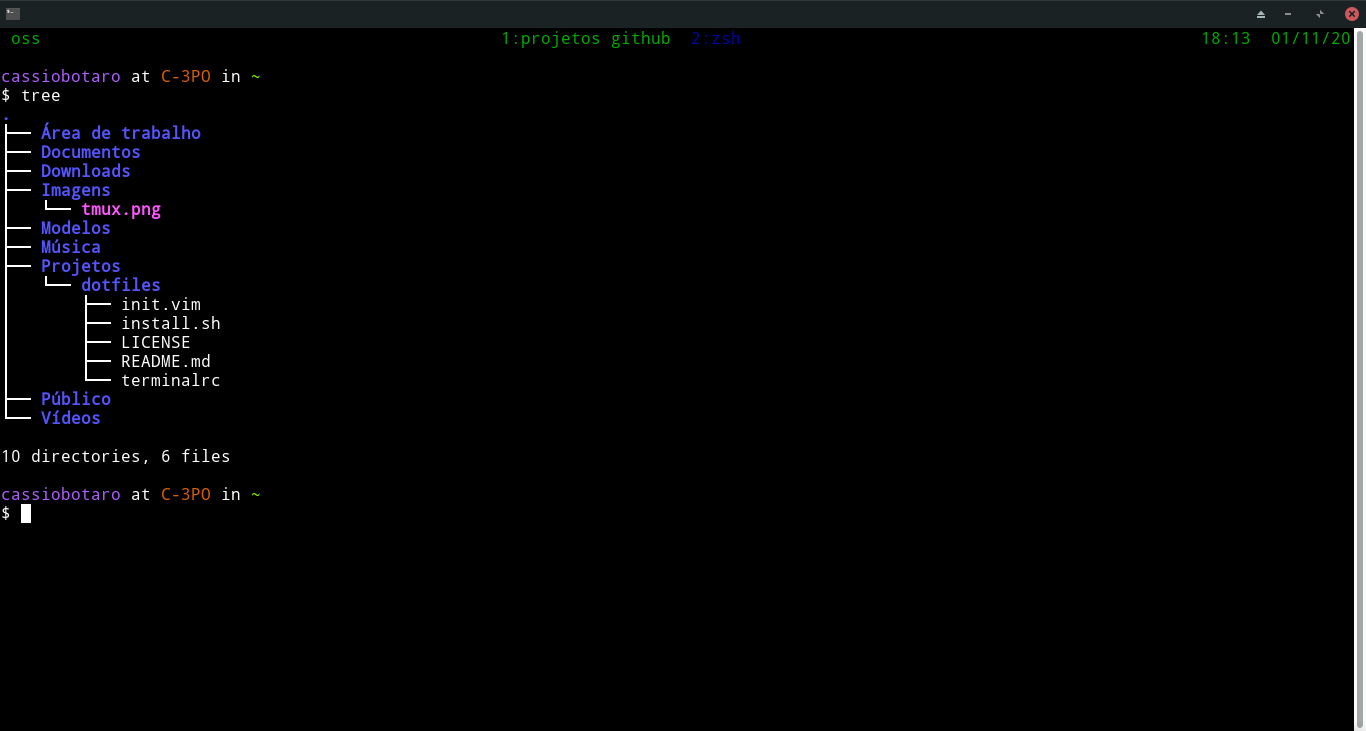 oss 1:projetos github 2:zsh 18:13 01/11/20
cassiobotaro at C-3PO in ~
$ tree
.
├── Área de trabalho
├── Documentos
├── Downloads
├── Imagens
│   └── tmux.png
├── Modelos
├── Música
├── Projetos
│   └── dotfiles
│       ├── init.vim
│       ├── install.sh
│       ├── LICENSE
│       ├── README.md
│       └── terminalrc
├── Público
└── Vídeos
10 directories, 6 files
cassiobotaro at C-3PO in ~
$